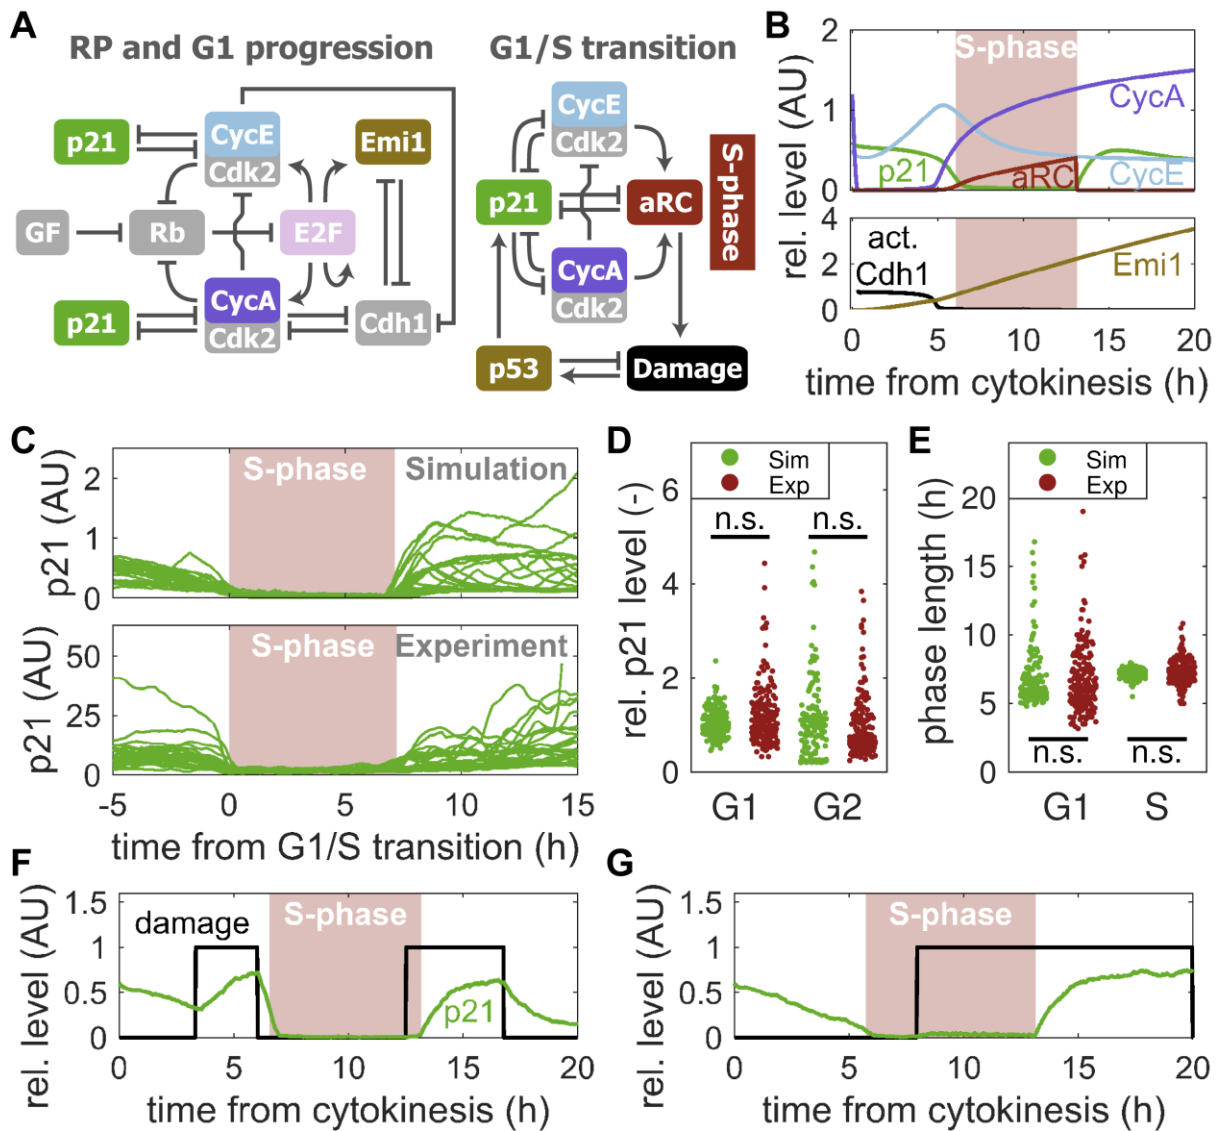 A
RP and G1 progression
G1/S transition
p21
CycE
Cdk2
Emi1
GF
Rb
E2F
p21
CycA
Cdk2
Cdh1
CycE
Cdk2
p21
aRC
S-phase
CycA
Cdk2
p53
Damage
B
rel. level (AU)
2
1
0
S-phase
CycA
p21
aRC
CycE
4
2
0
act.
Cdh1
Emi1
0 5 10 15 20
time from cytokinesis (h)
C
p21 (AU)
2
1
0
S-phase
Simulation
p21 (AU)
50
25
0
S-phase
Experiment
-5 0 5 10 15
time from G1/S transition (h)
D
rel. p21 level (-)
6
4
2
0
Sim
Exp
n.s. n.s.
G1 G2
E
phase length (h)
20
15
10
5
0
Sim
Exp
n.s. n.s.
G1 S
F
rel. level (AU)
1.5
1
0.5
0
damage
S-phase
p21
0 5 10 15 20
time from cytokinesis (h)
G
rel. level (AU)
1.5
1
0.5
0
S-phase
0 5 10 15 20
time from cytokinesis (h)